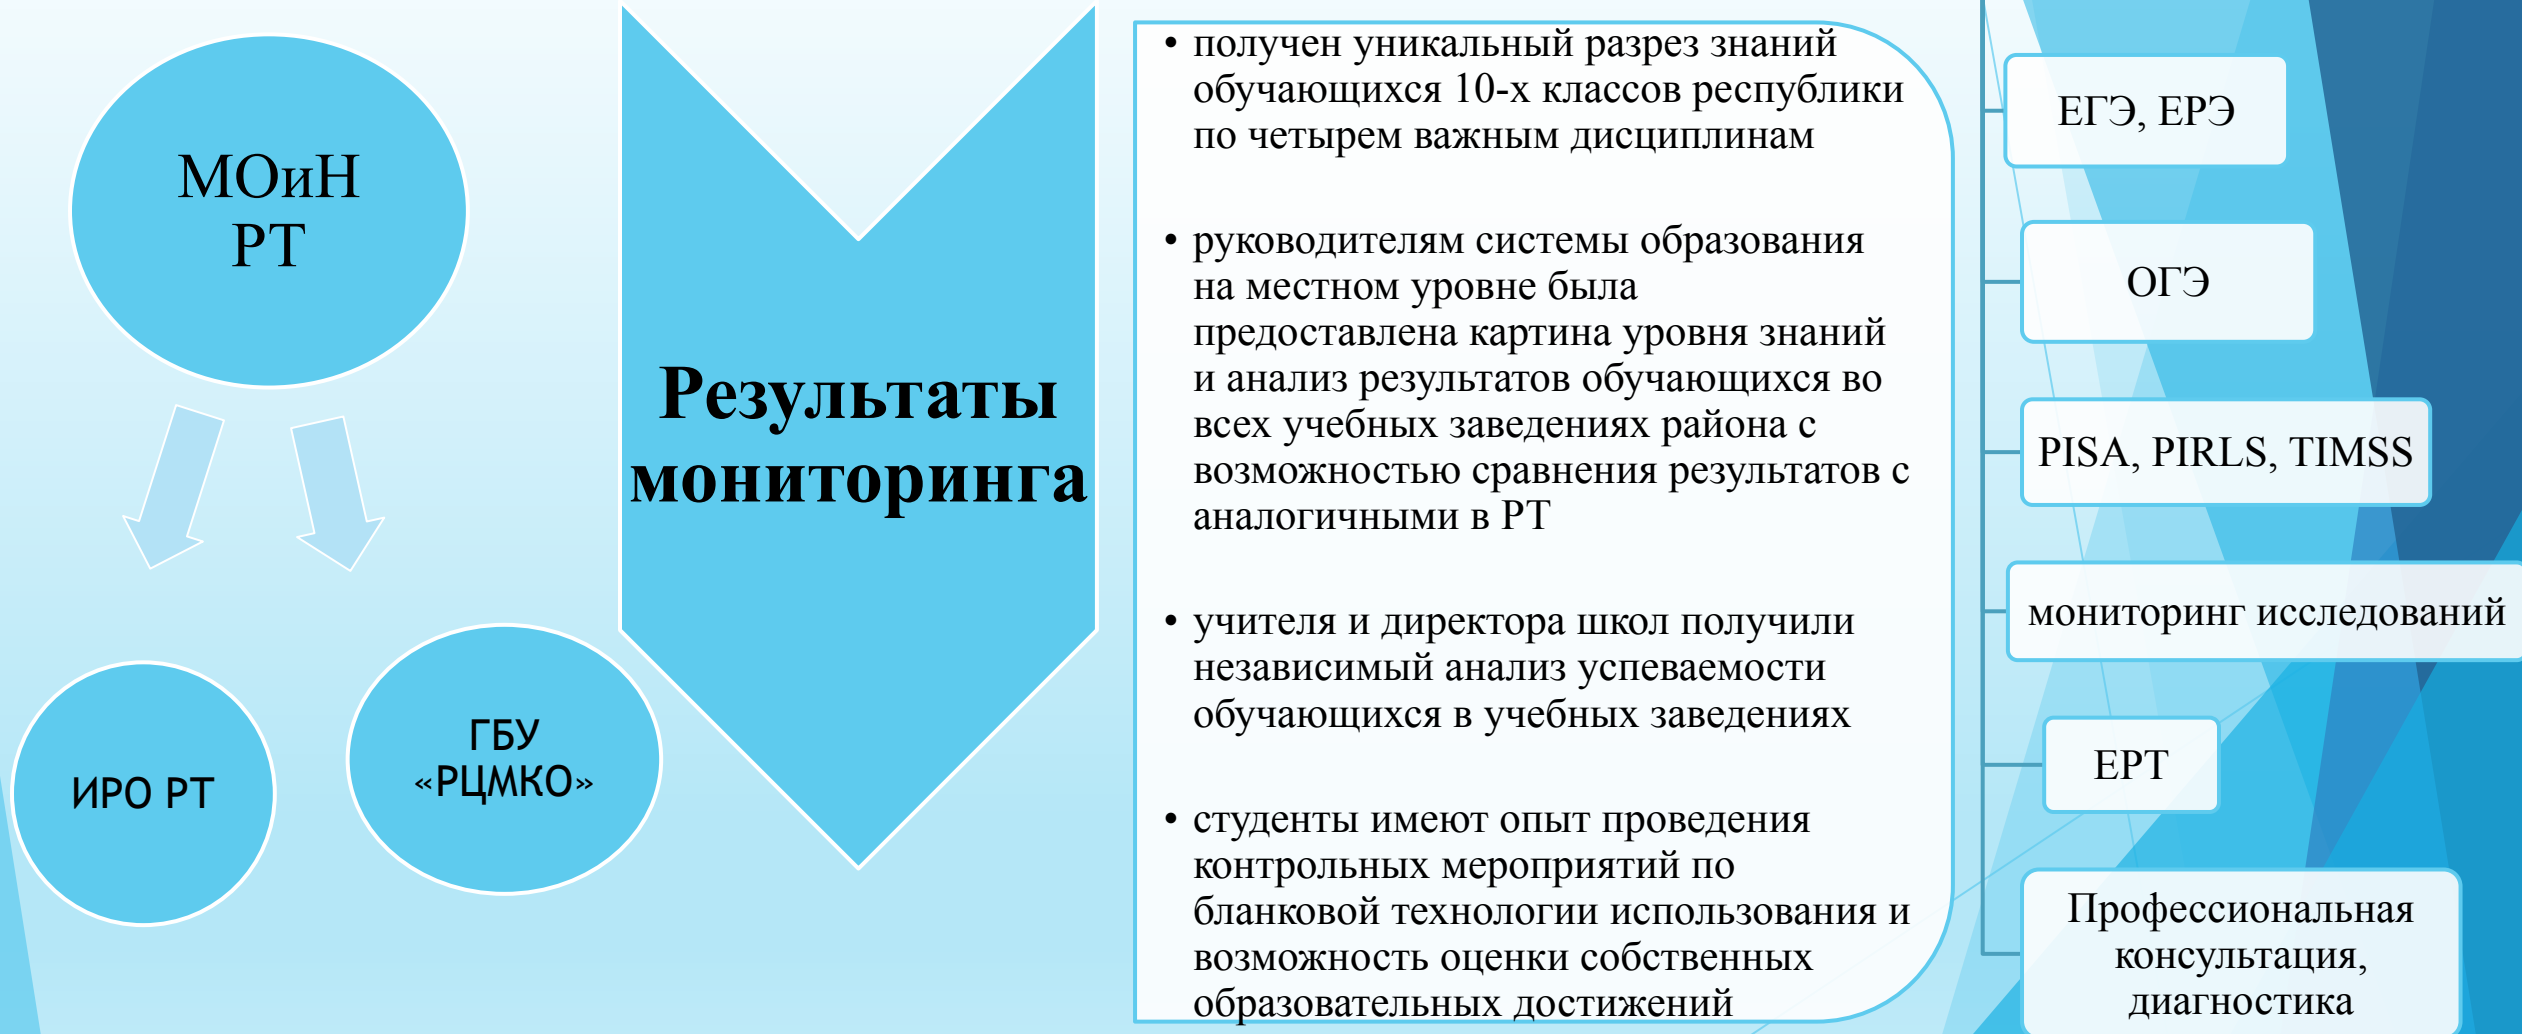 МОиН
РТ
ИРО РТ
ГБУ
«РЦМКО»
Результаты
мониторинга
• получен уникальный разрез знаний
обучающихся 10-х классов республики
по четырем важным дисциплинам
• руководителям системы образования
на местном уровне была
предоставлена картина уровня знаний
и анализ результатов обучающихся во
всех учебных заведениях района с
возможностью сравнения результатов с
аналогичными в РТ
• учителя и директора школ получили
независимый анализ успеваемости
обучающихся в учебных заведениях
• студенты имеют опыт проведения
контрольных мероприятий по
бланковой технологии использования и
возможность оценки собственных
образовательных достижений
ЕГЭ, ЕРЭ
ОГЭ
PISA, PIRLS, TIMSS
мониторинг исследований
ЕРТ
Профессиональная
консультация,
диагностика